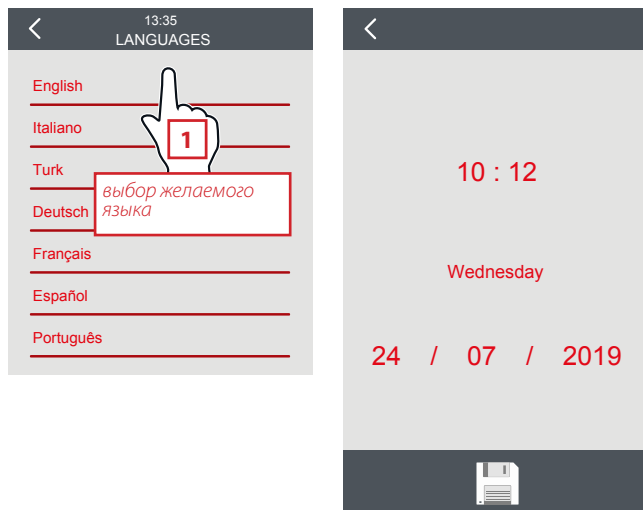 13:35
LANGUAGES
English
Italiano
1
Turk
выбор желаемого
языка
Deutsch
Français
Español
Português
10 : 12
Wednesday
24 / 07 / 2019